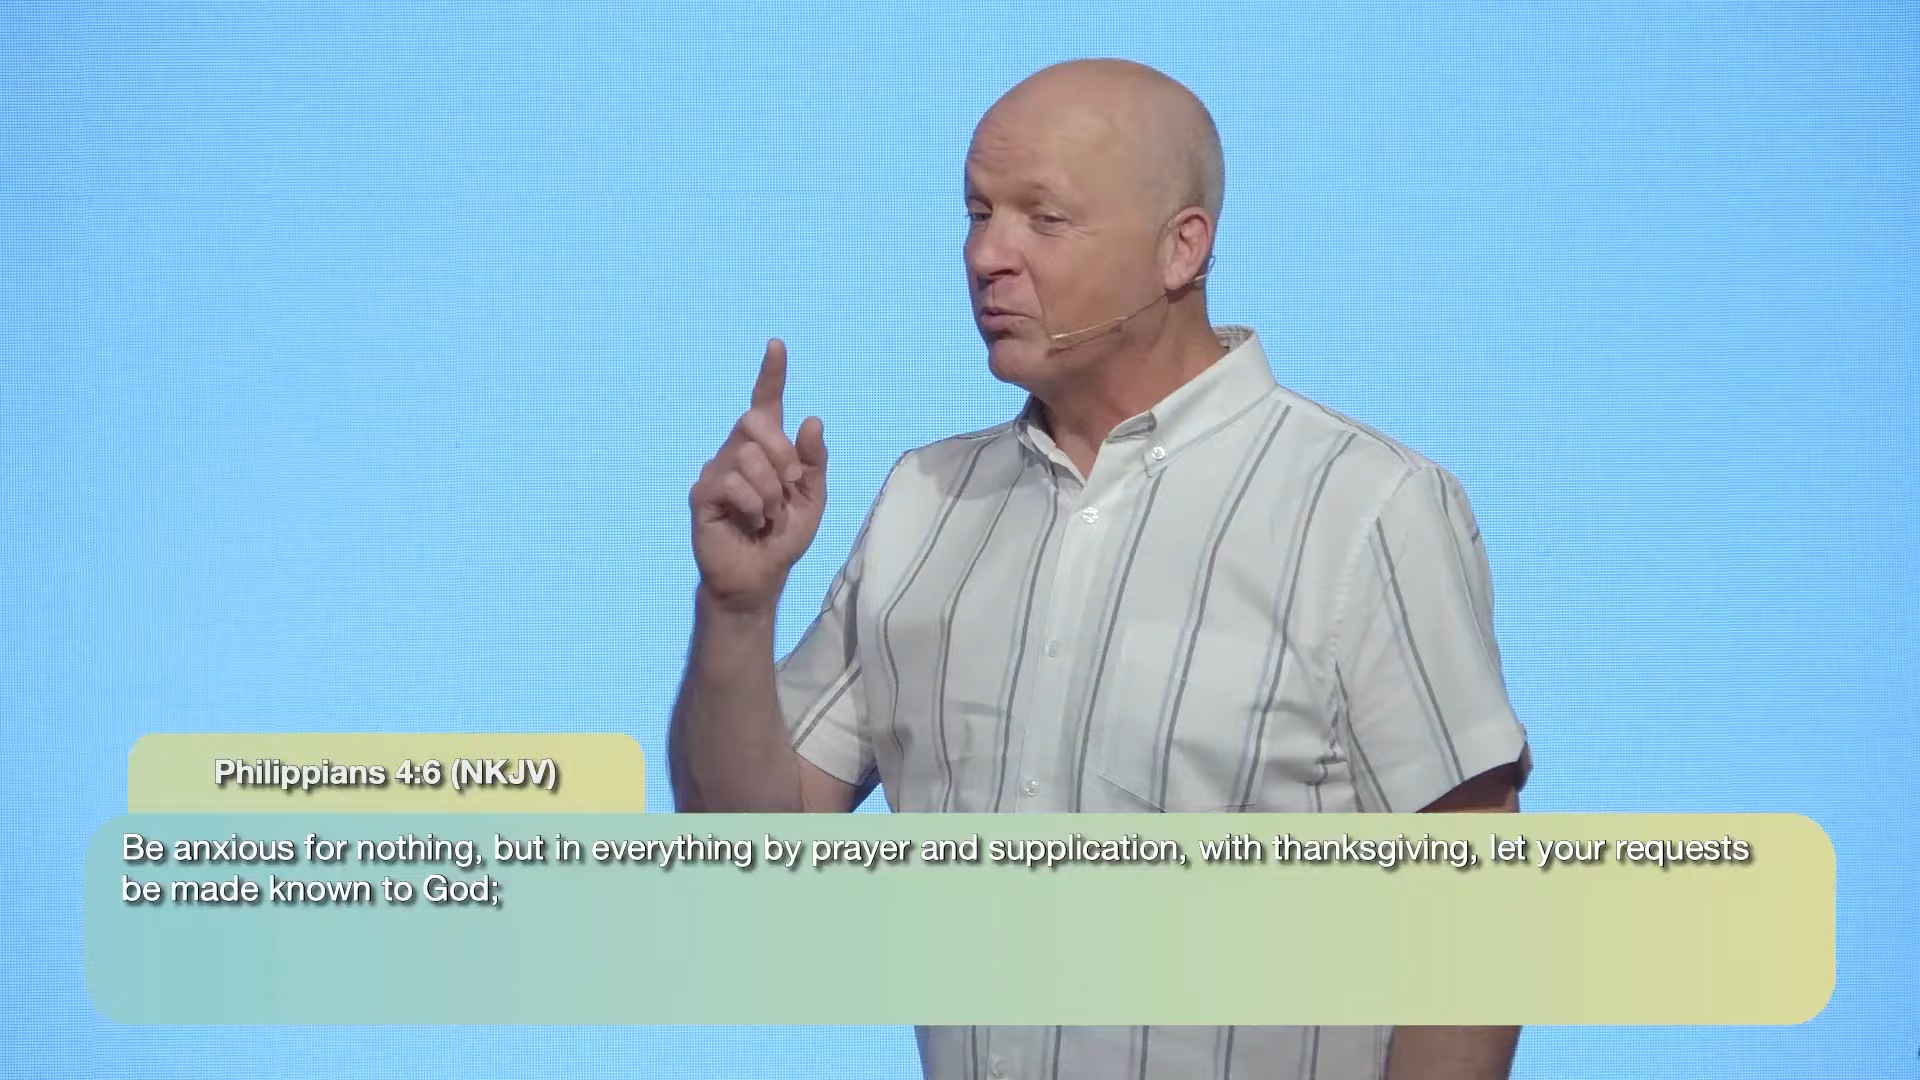 Philippians 4:6 (NKJV)
Be anxious for nothing, but in everything by prayer and supplication, with thanksgiving, let your requests
be made known to God;